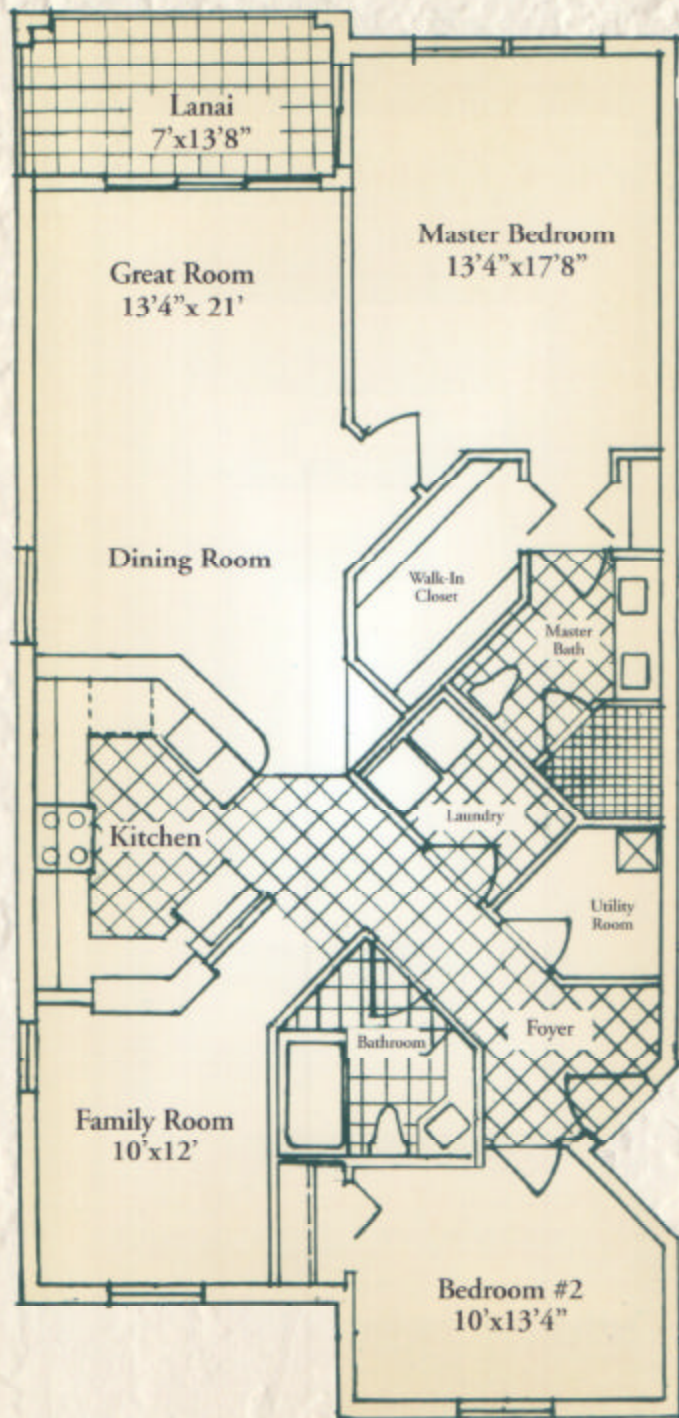 Lanai
7’x13’8”
Master Bedroom
13’4”x17’8”
Great Room
13’4”x 21’
Dining Room
Walk-In
Closet
Master
Bath
Laundry
Kitchen
Utility
Room
Foyer
Bathroom
Family Room
10’x12’
Bedroom #2
10’x13’4”